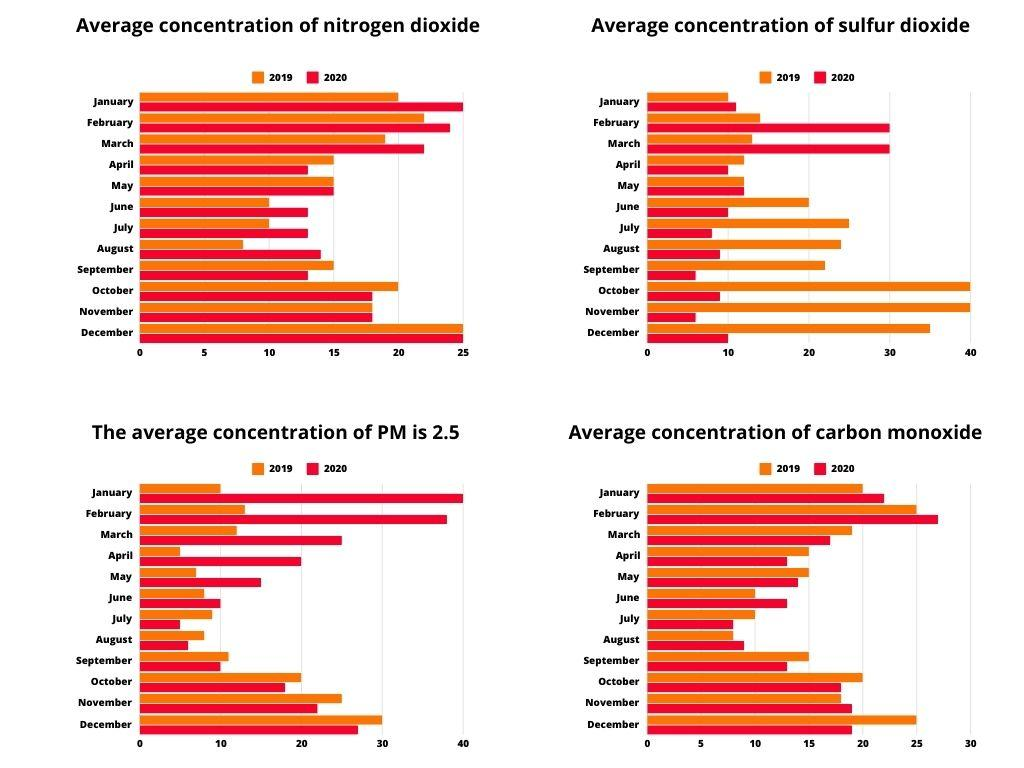 Average concentration of nitrogen dioxide
2019 2020
January
February
March
April
May
June
July
August
September
October
November
December
0 5 10 15 20 25
Average concentration of sulfur dioxide
2019 2020
January
February
March
April
May
June
July
August
September
October
November
December
0 10 20 30 40
The average concentration of PM is 2.5
2019 2020
January
February
March
April
May
June
July
August
September
October
November
December
0 10 20 30 40
Average concentration of carbon monoxide
2019 2020
January
February
March
April
May
June
July
August
September
October
November
December
0 5 10 15 20 25 30